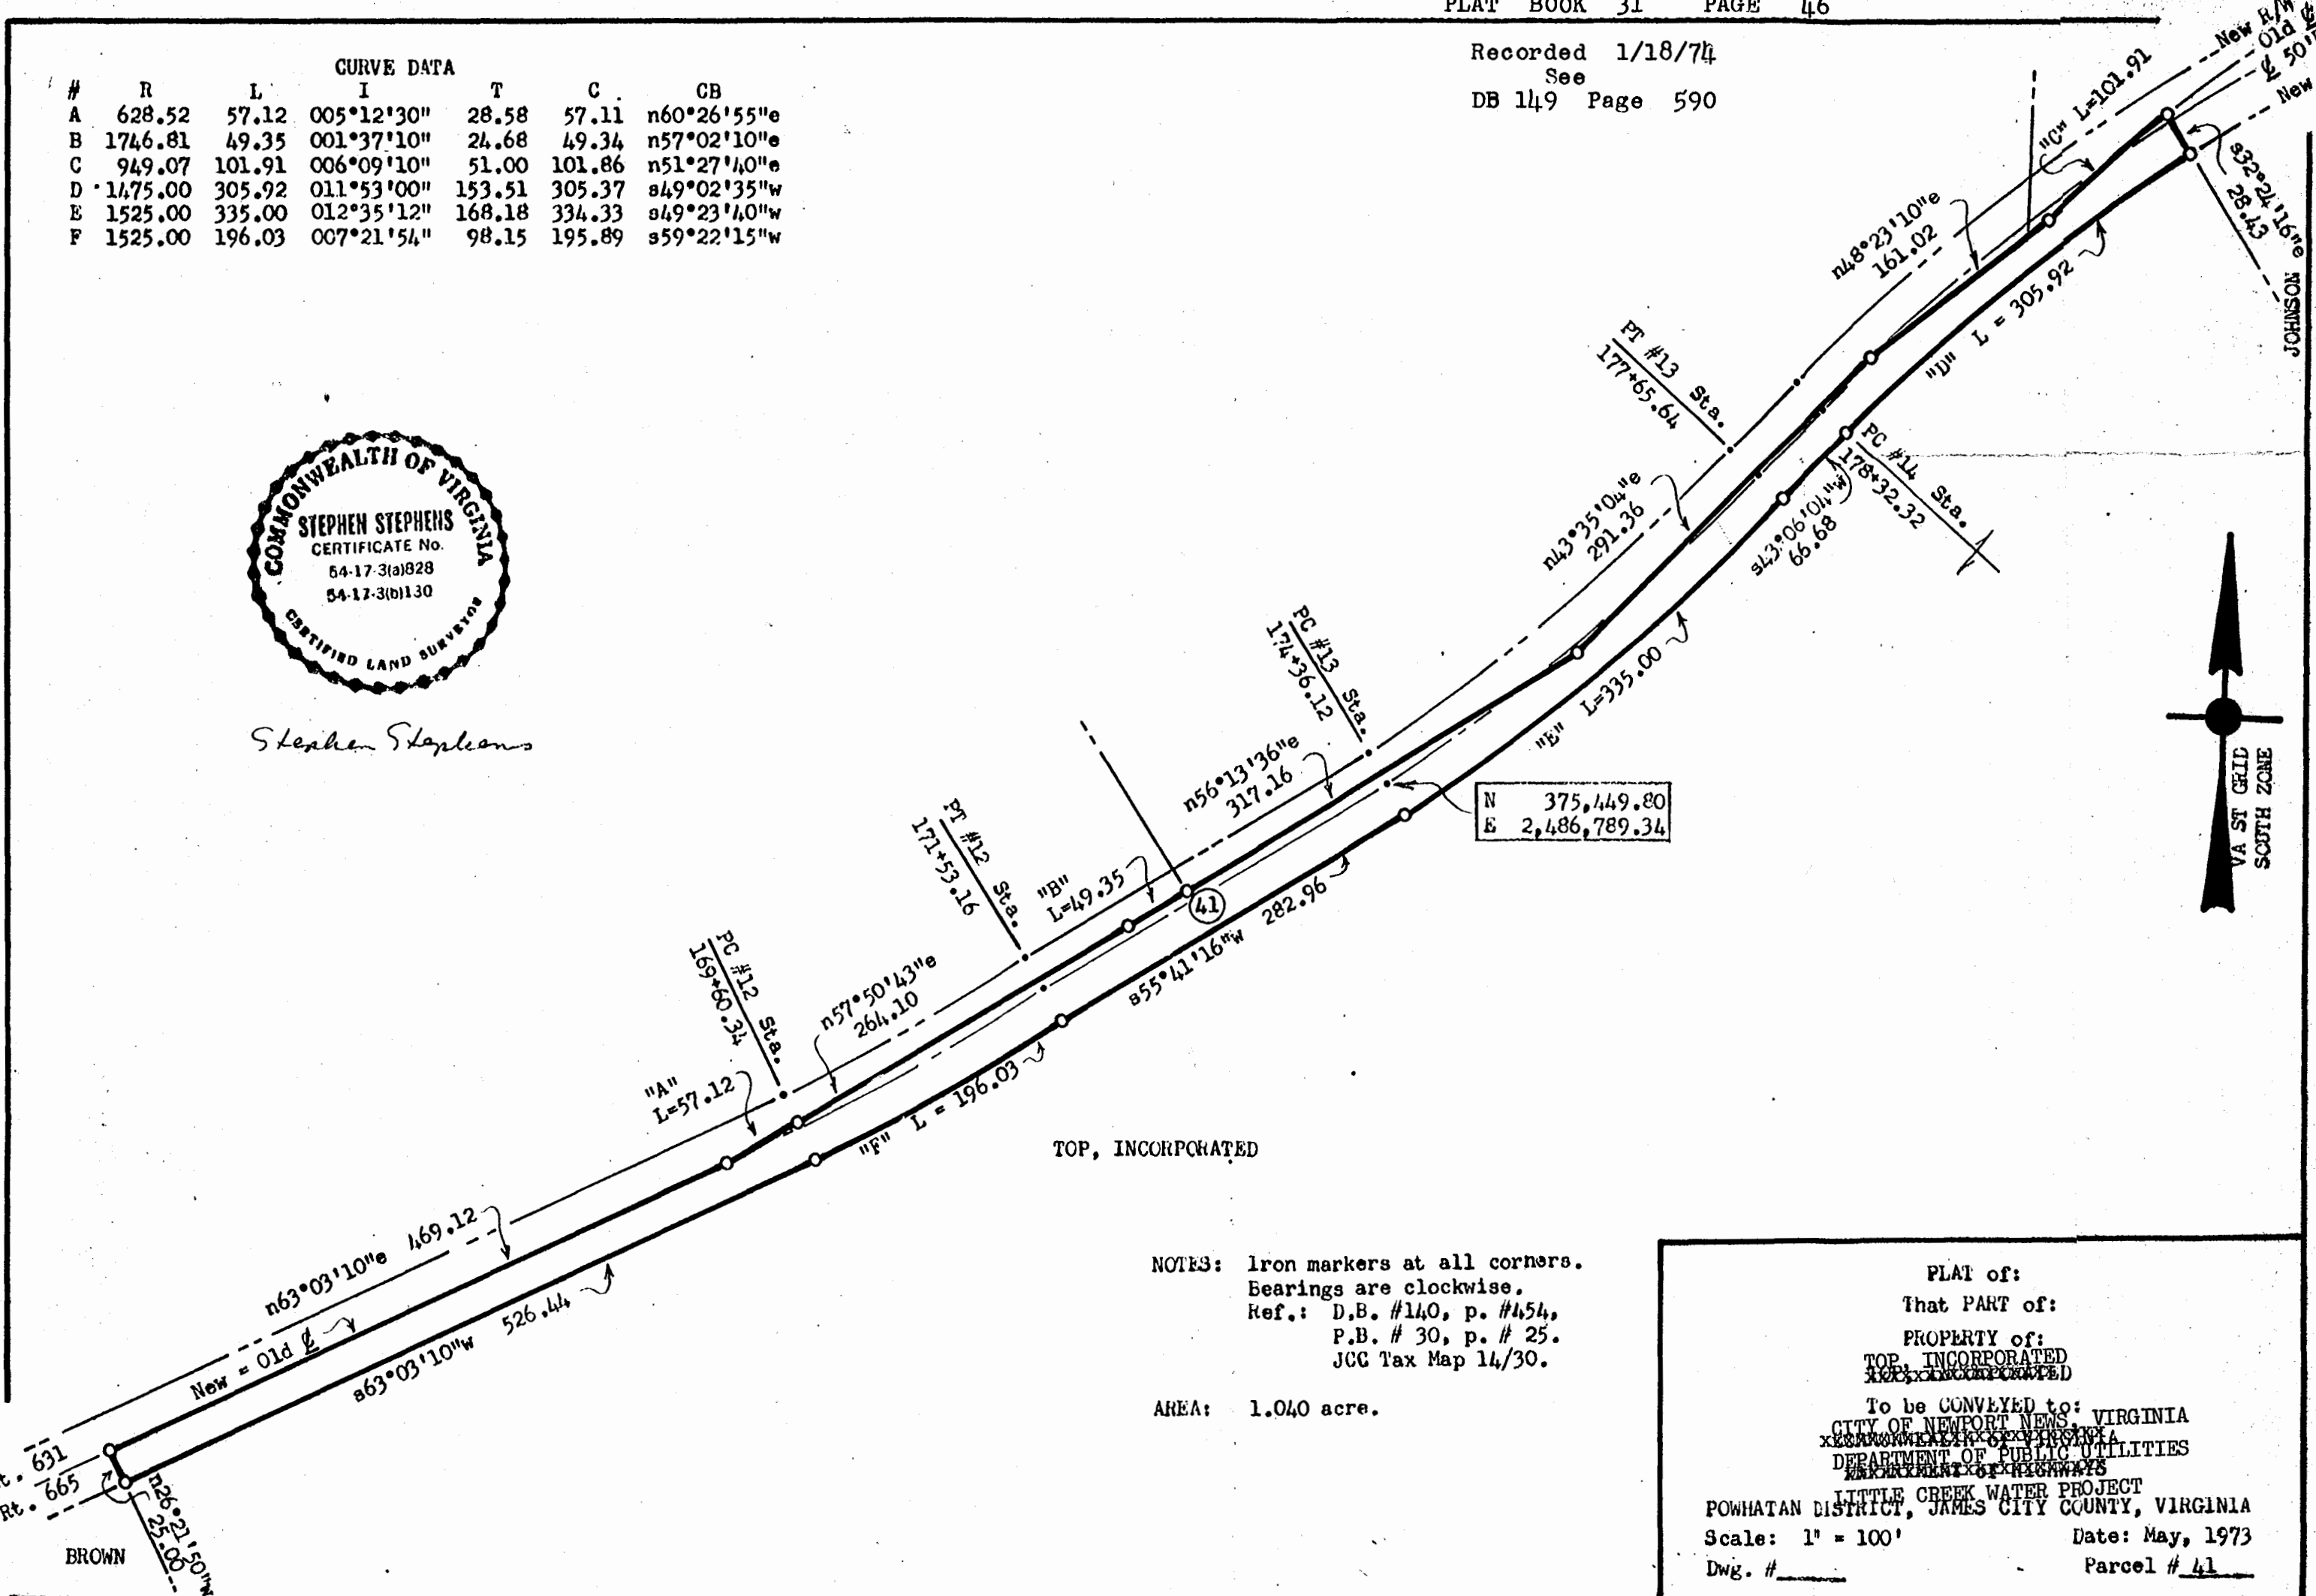 PLAT BOOK 31 PAGE 46
Recorded 1/18/74
See
DB 149 Page 590
CURVE DATA
# R L I T C CB
A 628.52 57.12 005°12'30" 28.58 57.11 n60°26'55"e
B 1746.81 49.35 001°37'10" 24.68 49.34 n57°02'10"e
C 949.07 101.91 006°09'10" 51.00 101.86 n51°27'40"e
D 1475.00 305.92 011°53'00" 153.51 305.37 s49°02'35"w
E 1525.00 335.00 012°35'12" 168.18 334.33 s49°23'40"w
F 1525.00 196.03 007°21'54" 98.15 195.89 s59°22'15"w
New R/W
Old ℄
℄ 50'
New
"C" L=101.91
s32°24'16"e
28.43
JOHNSON
n48°23'10"e
161.02
"D" L = 305.92
PT #13 Sta.
177+65.64
PC #14 Sta.
178+32.32
n43°35'04"e
291.36
s43°06'04"w
66.68
COMMONWEALTH OF VIRGINIA
STEPHEN STEPHENS
CERTIFICATE No.
54-17-3(a)828
54-17-3(b)130
CERTIFIED LAND SURVEYOR
Stephen Stephens
PC #13 Sta.
174+36.12
"E" L=335.00
n56°13'36"e
317.16
N 375,449.80
E 2,486,789.34
VA ST GRID
SOUTH ZONE
PT #12 Sta.
171+53.16
"B"
L=49.35
41
s55°41'16"w 282.96
PC #12 Sta.
169+60.34
n57°50'43"e
264.10
"A"
L=57.12
"F" L = 196.03
TOP, INCORPORATED
n63°03'10"e 469.12
New = Old ℄
s63°03'10"w 526.44
t. 631
Rt. 665
n26°21'50"w
25.00
BROWN
NOTES: Iron markers at all corners.
Bearings are clockwise.
Ref.: D.B. #140, p. #454,
P.B. # 30, p. # 25.
JCC Tax Map 14/30.
AREA: 1.040 acre.
PLAT of:
That PART of:
PROPERTY of:
TOP, INCORPORATED
To be CONVEYED to:
CITY OF NEWPORT NEWS, VIRGINIA
DEPARTMENT OF PUBLIC UTILITIES
LITTLE CREEK WATER PROJECT
POWHATAN DISTRICT, JAMES CITY COUNTY, VIRGINIA
Scale: 1" = 100' Date: May, 1973
Dwg. # Parcel # 41